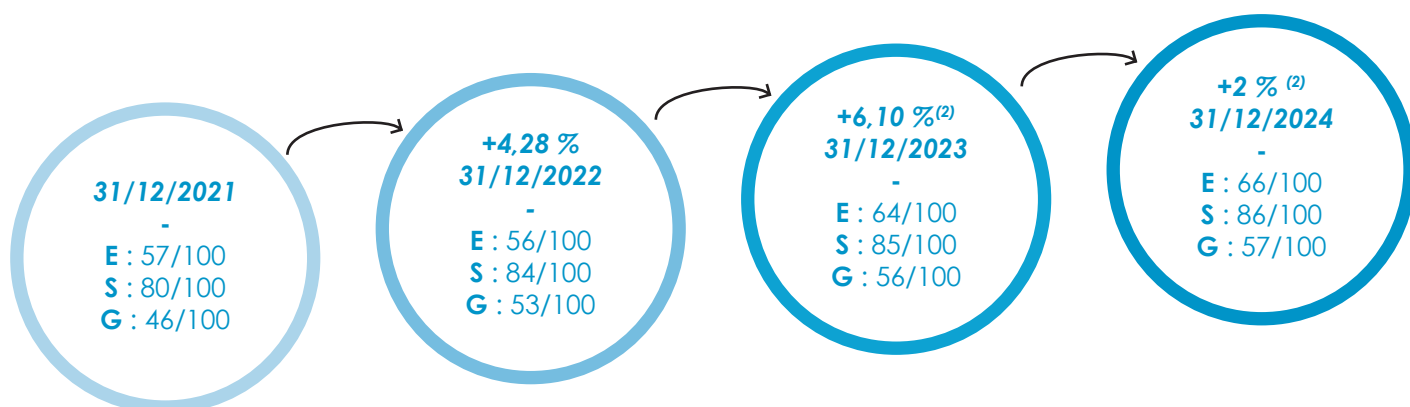 31/12/2021
-
E : 57/100
S : 80/100
G : 46/100
+4,28 %
31/12/2022
-
E : 56/100
S : 84/100
G : 53/100
+6,10 %(2)
31/12/2023
-
E : 64/100
S : 85/100
G : 56/100
+2 % (2)
31/12/2024
-
E : 66/100
S : 86/100
G : 57/100